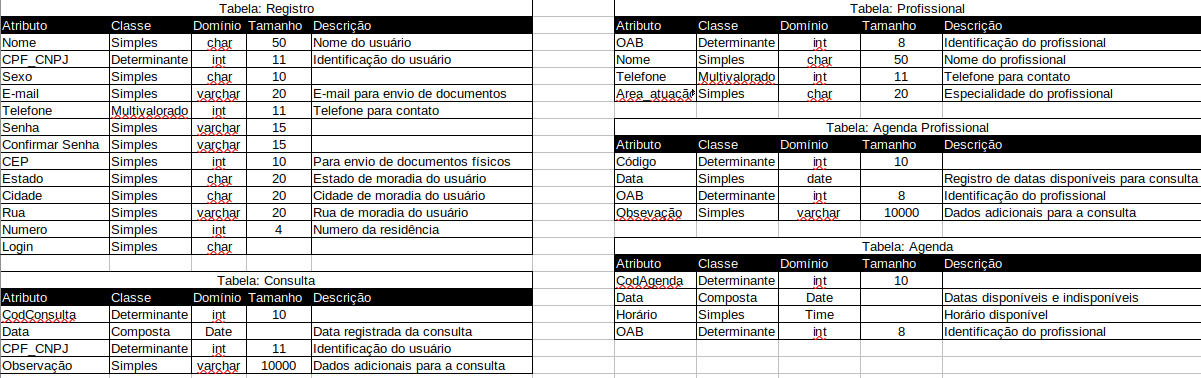 Tabela: Registro
Atributo Classe Domínio Tamanho Descrição
Nome Simples char 50 Nome do usuário
CPF_CNPJ Determinante int 11 Identificação do usuário
Sexo Simples char 10
E-mail Simples varchar 20 E-mail para envio de documentos
Telefone Multivalorado int 11 Telefone para contato
Senha Simples varchar 15
Confirmar Senha Simples varchar 15
CEP Simples int 10 Para envio de documentos físicos
Estado Simples char 20 Estado de moradia do usuário
Cidade Simples char 20 Cidade de moradia do usuário
Rua Simples varchar 20 Rua de moradia do usuário
Numero Simples int 4 Numero da residência
Login Simples char
Tabela: Consulta
Atributo Classe Domínio Tamanho Descrição
CodConsulta Determinante int 10
Data Composta Date Data registrada da consulta
CPF_CNPJ Determinante int 11 Identificação do usuário
Observação Simples varchar 10000 Dados adicionais para a consulta
Tabela: Profissional
Atributo Classe Domínio Tamanho Descrição
OAB Determinante int 8 Identificação do profissional
Nome Simples char 50 Nome do profissional
Telefone Multivalorado int 11 Telefone para contato
Area_atuação Simples char 20 Especialidade do profissional
Tabela: Agenda Profissional
Atributo Classe Domínio Tamanho Descrição
Código Determinante int 10
Data Simples date Registro de datas disponíveis para consulta
OAB Determinante int 8 Identificação do profissional
Obsevação Simples varchar 10000 Dados adicionais para a consulta
Tabela: Agenda
Atributo Classe Domínio Tamanho Descrição
CodAgenda Determinante int 10
Data Composta Date Datas disponíveis e indisponíveis
Horário Simples Time Horário disponível
OAB Determinante int 8 Identificação do profissional